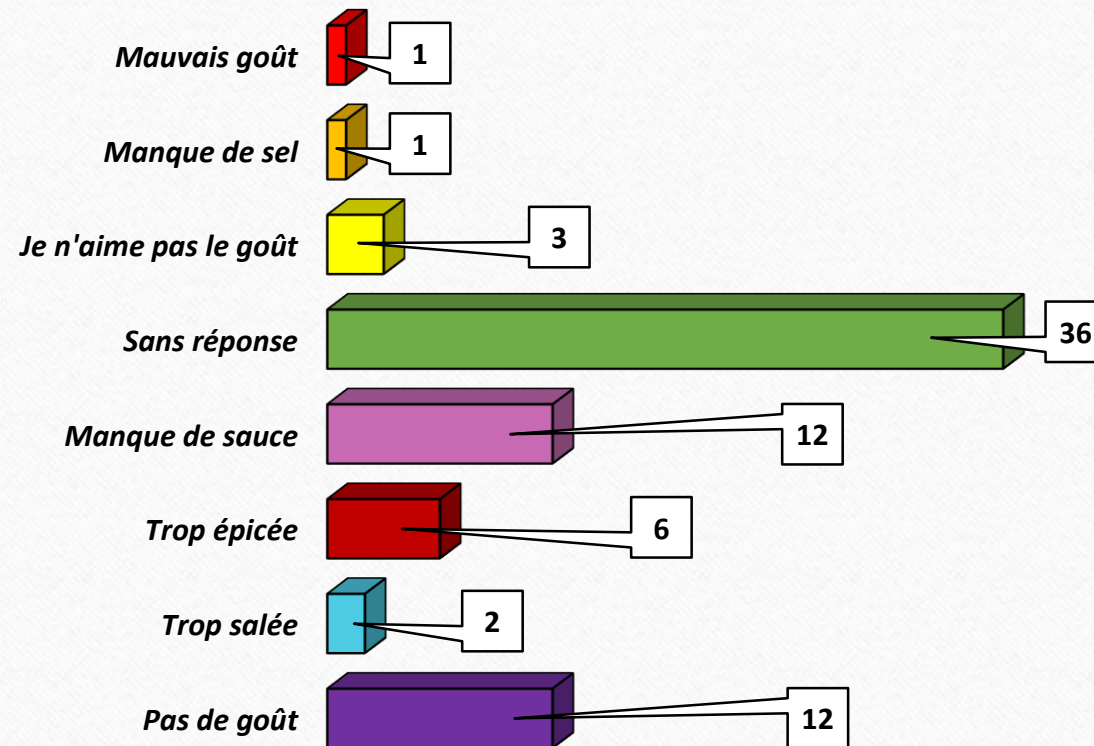 Mauvais goût 1
Manque de sel 1
Je n'aime pas le goût 3
Sans réponse 36
Manque de sauce 12
Trop épicée 6
Trop salée 2
Pas de goût 12